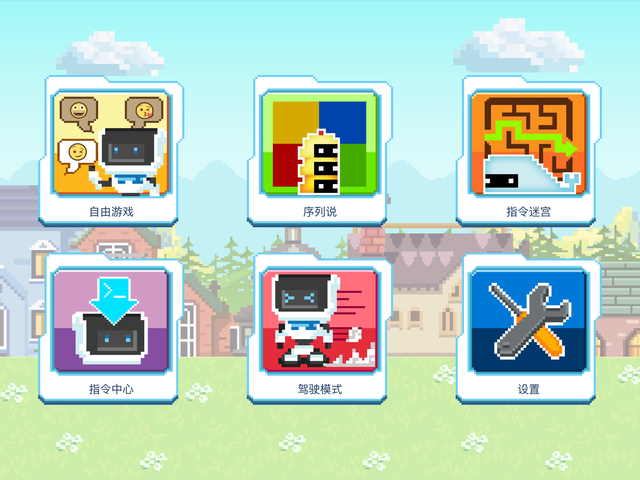 自由游戏
序列说
指令迷宫
指令中心
驾驶模式
设置